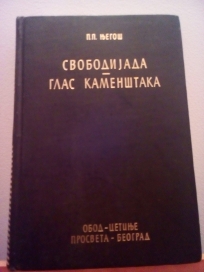 П.П. ЊЕГОШ
СВОБОДИЈАДА
–
ГЛАС КАМЕНШТАКА
ОБОД-ЦЕТИЊЕ
ПРОСВЕТА-БЕОГРАД